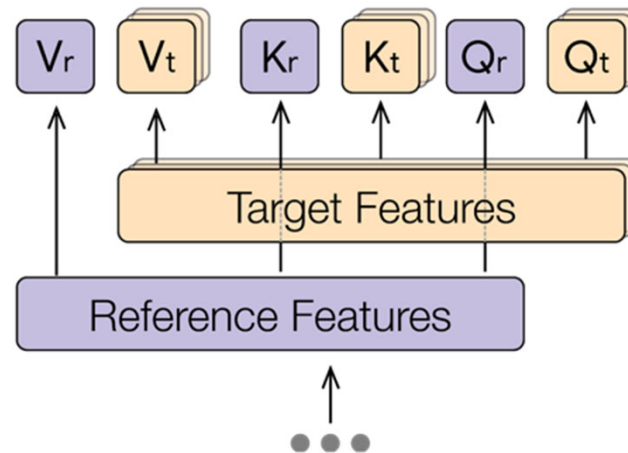 Vr Vt Kr Kt Qr Qt
Target Features
Reference Features